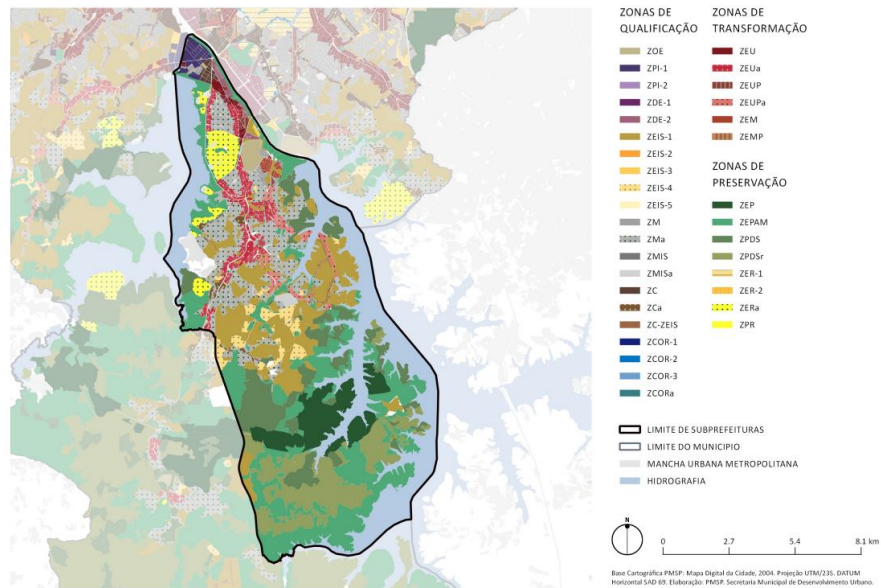 ZONAS DE
QUALIFICAÇÃO
ZOE
ZPI-1
ZPI-2
ZDE-1
ZDE-2
ZEIS-1
ZEIS-2
ZEIS-3
ZEIS-4
ZEIS-5
ZM
ZMa
ZMIS
ZMISa
ZC
ZCa
ZC-ZEIS
ZCOR-1
ZCOR-2
ZCOR-3
ZCORa
ZONAS DE
TRANSFORMAÇÃO
ZEU
ZEUa
ZEUP
ZEUPa
ZEM
ZEMP
ZONAS DE
PRESERVAÇÃO
ZEP
ZEPAM
ZPDS
ZPDSr
ZER-1
ZER-2
ZERa
ZPR
LIMITE DE SUBPREFEITURAS
LIMITE DO MUNICIPIO
MANCHA URBANA METROPOLITANA
HIDROGRAFIA
N
0 2.7 5.4 8.1 km
Base Cartográfica PMSP: Mapa Digital da Cidade, 2004. Projeção UTM/23S. DATUM
Horizontal SAD 69. Elaboração: PMSP. Secretaria Municipal de Desenvolvimento Urbano.